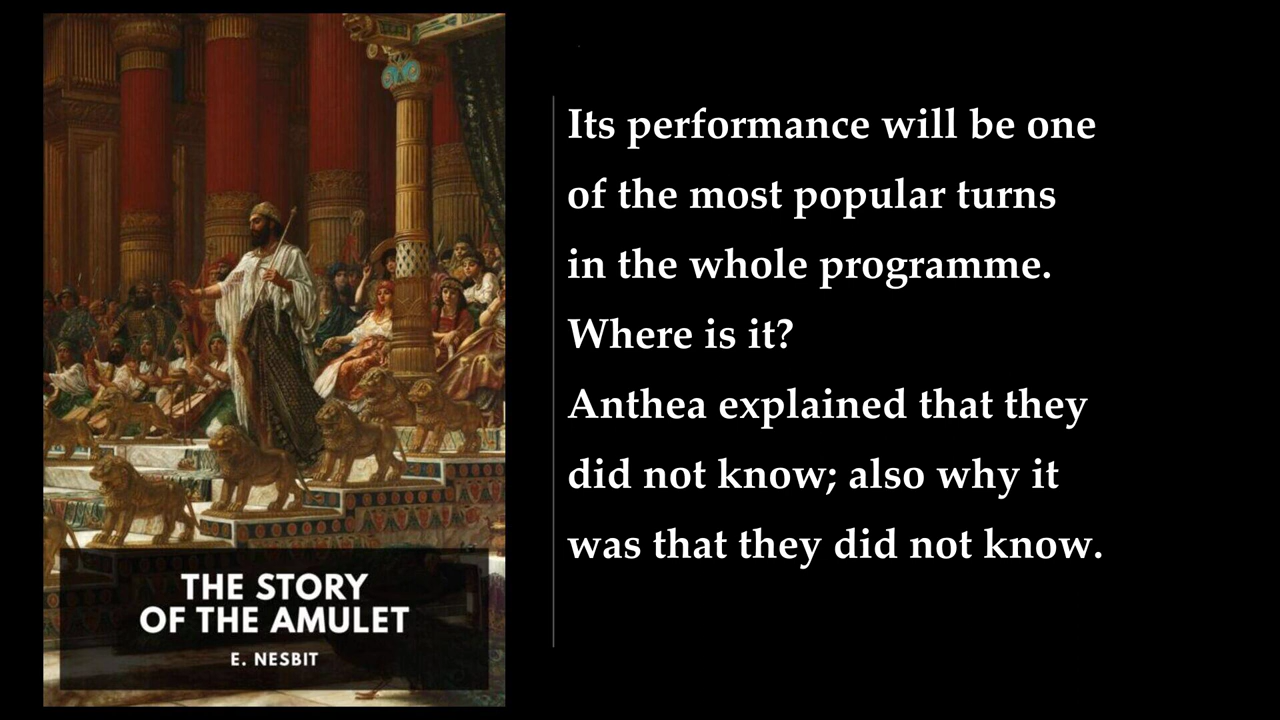 THE STORY
OF THE AMULET
E. NESBIT
Its performance will be one
of the most popular turns
in the whole programme.
Where is it?
Anthea explained that they
did not know; also why it
was that they did not know.